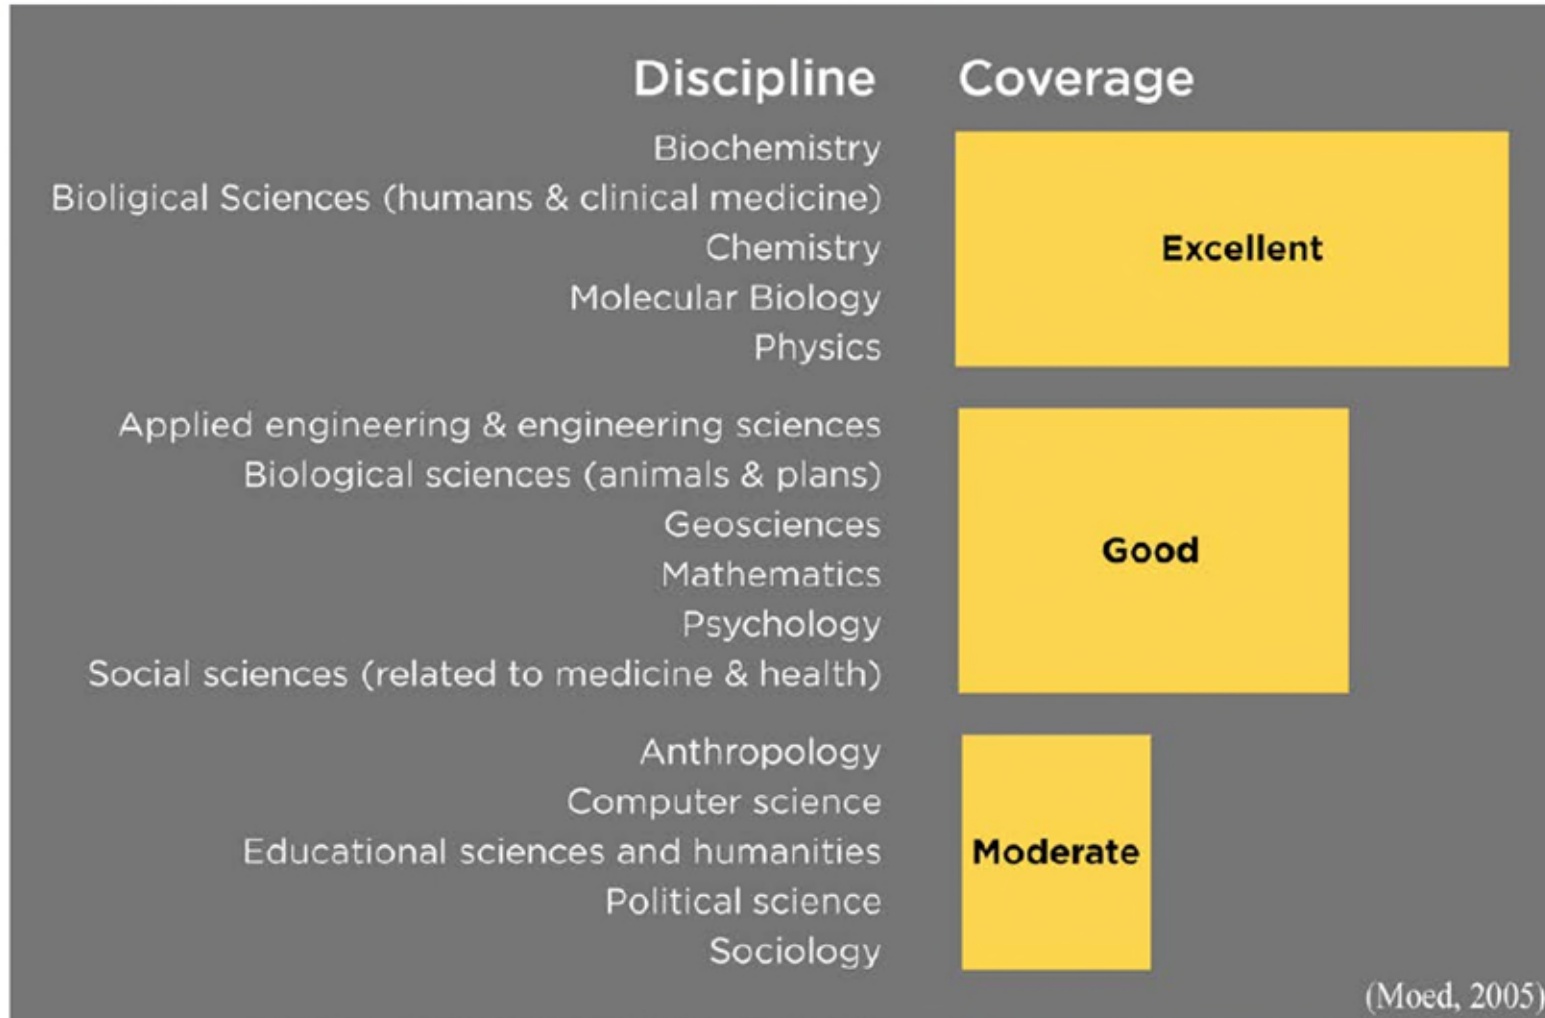 Discipline Coverage
Biochemistry
Bioligical Sciences (humans & clinical medicine)
Chemistry
Molecular Biology
Physics
Excellent
Applied engineering & engineering sciences
Biological sciences (animals & plans)
Geosciences
Mathematics
Psychology
Social sciences (related to medicine & health)
Good
Anthropology
Computer science
Educational sciences and humanities
Political science
Sociology
Moderate
(Moed, 2005)